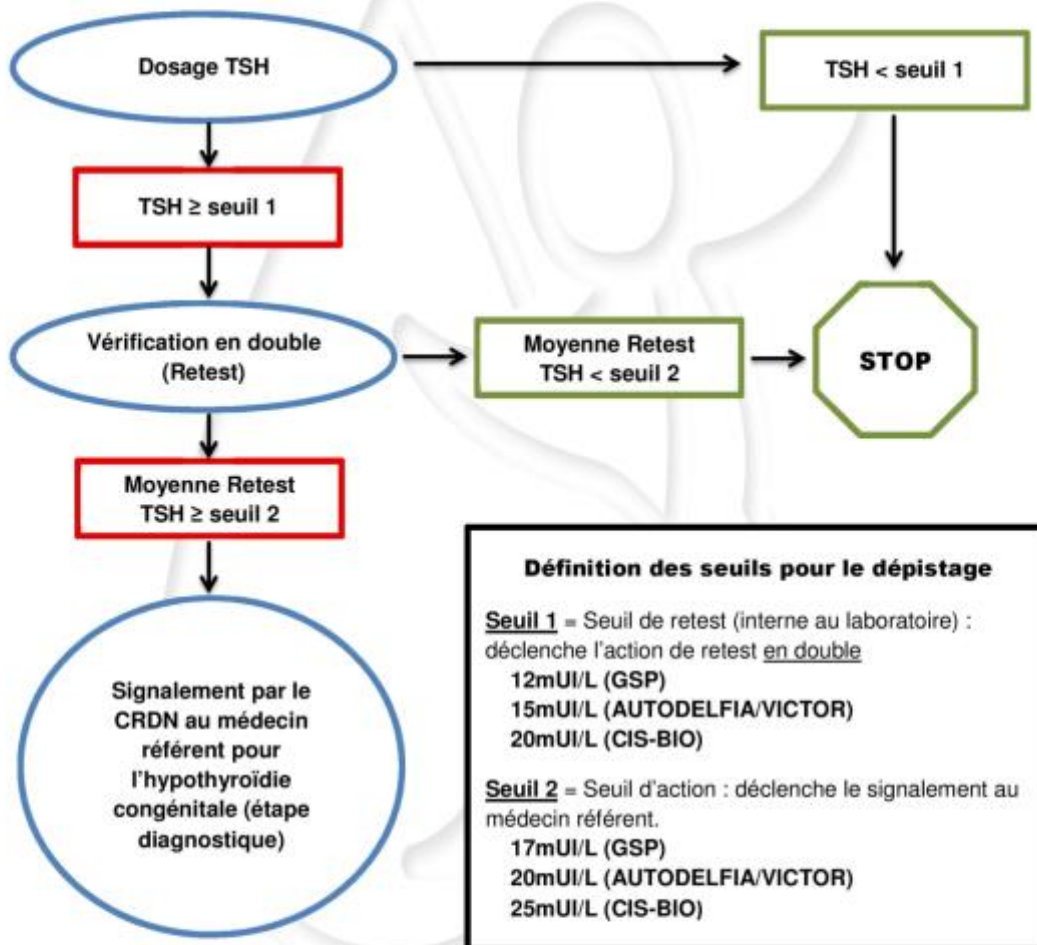 Dosage TSH
TSH < seuil 1
TSH ≥ seuil 1
Vérification en double
(Retest)
Moyenne Retest
TSH < seuil 2
STOP
Moyenne Retest
TSH ≥ seuil 2
Signalement par le
CRDN au médecin
référent pour
l'hypothyroïdie
congénitale (étape
diagnostique)
Définition des seuils pour le dépistage
Seuil 1 = Seuil de retest (interne au laboratoire) :
déclenche l'action de retest en double
12mUI/L (GSP)
15mUI/L (AUTODELFIA/VICTOR)
20mUI/L (CIS-BIO)
Seuil 2 = Seuil d'action : déclenche le signalement au
médecin référent.
17mUI/L (GSP)
20mUI/L (AUTODELFIA/VICTOR)
25mUI/L (CIS-BIO)